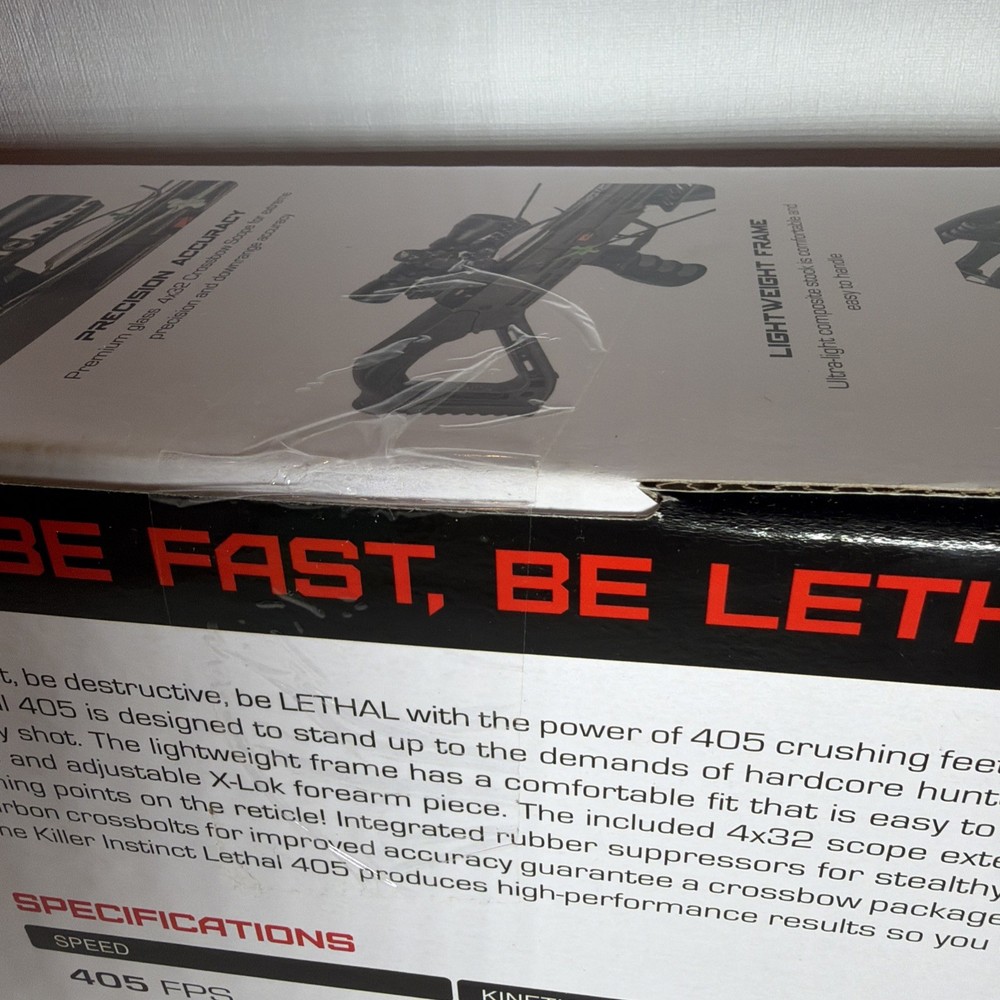 PRECISION ACCURACY
Premium glass 4x32 Crossbow Scope for extreme
precision and downrange accuracy
LIGHTWEIGHT FRAME
Ultra-light composite stock is comfortable and
easy to handle
BE FAST, BE LETH
t, be destructive, be LETHAL with the power of 405 crushing feet
l 405 is designed to stand up to the demands of hardcore hunt
y shot. The lightweight frame has a comfortable fit that is easy to
and adjustable X-Lok forearm piece. The included 4x32 scope exte
ning points on the reticle! Integrated rubber suppressors for stealthy
rbon crossbolts for improved accuracy guarantee a crossbow package
ne Killer Instinct Lethal 405 produces high-performance results so you
SPECIFICATIONS
SPEED
405 FPS
KINET